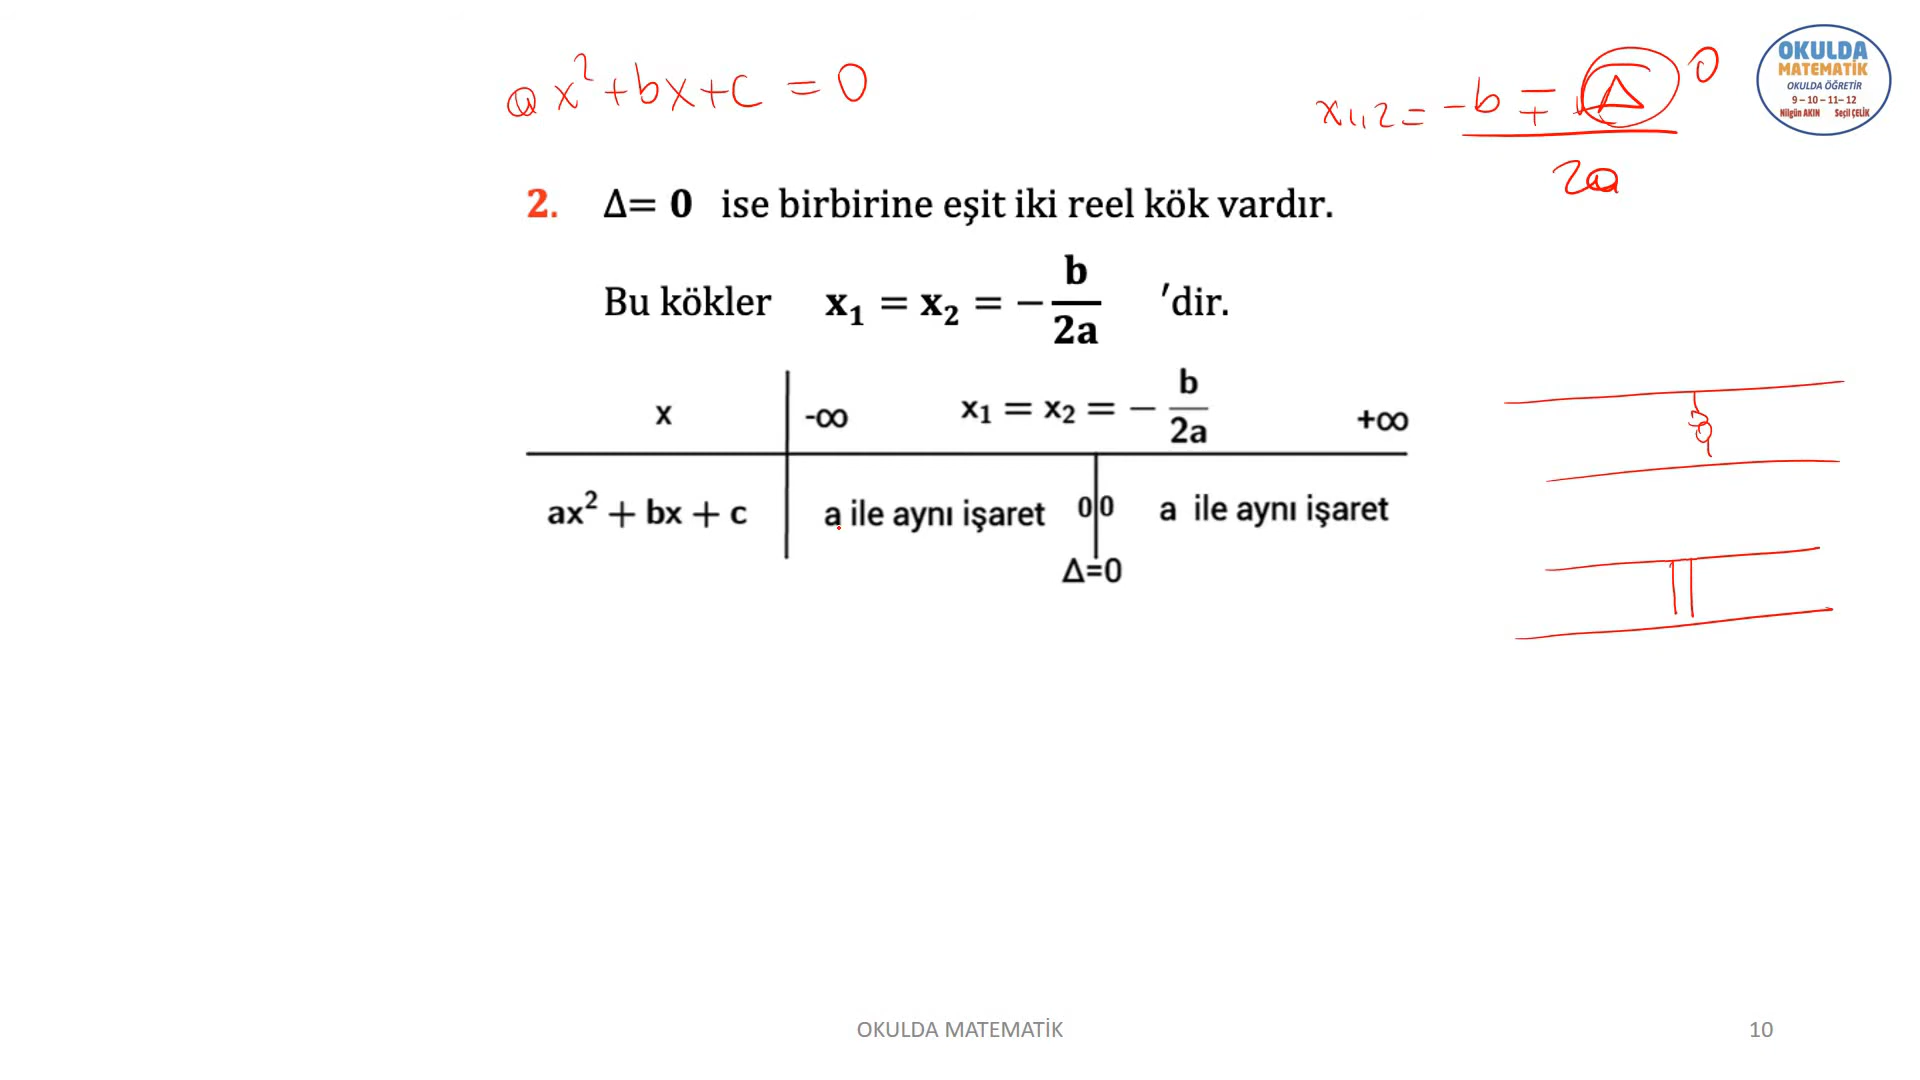 ax²+bx+c = 0
x₁,₂ = -b ∓ √Δ 0
2a
OKULDA
MATEMATİK
OKULDA ÖĞRETİR
9 – 10 – 11– 12
Nilgün AKIN Seçil ÇELİK
2. Δ= 0 ise birbirine eşit iki reel kök vardır.
Bu kökler x₁ = x₂ = − b/2a ′dir.
x -∞ x₁ = x₂ = − b/2a +∞
ax² + bx + c a ile aynı işaret 0|0 a ile aynı işaret
Δ=0
OKULDA MATEMATİK 10